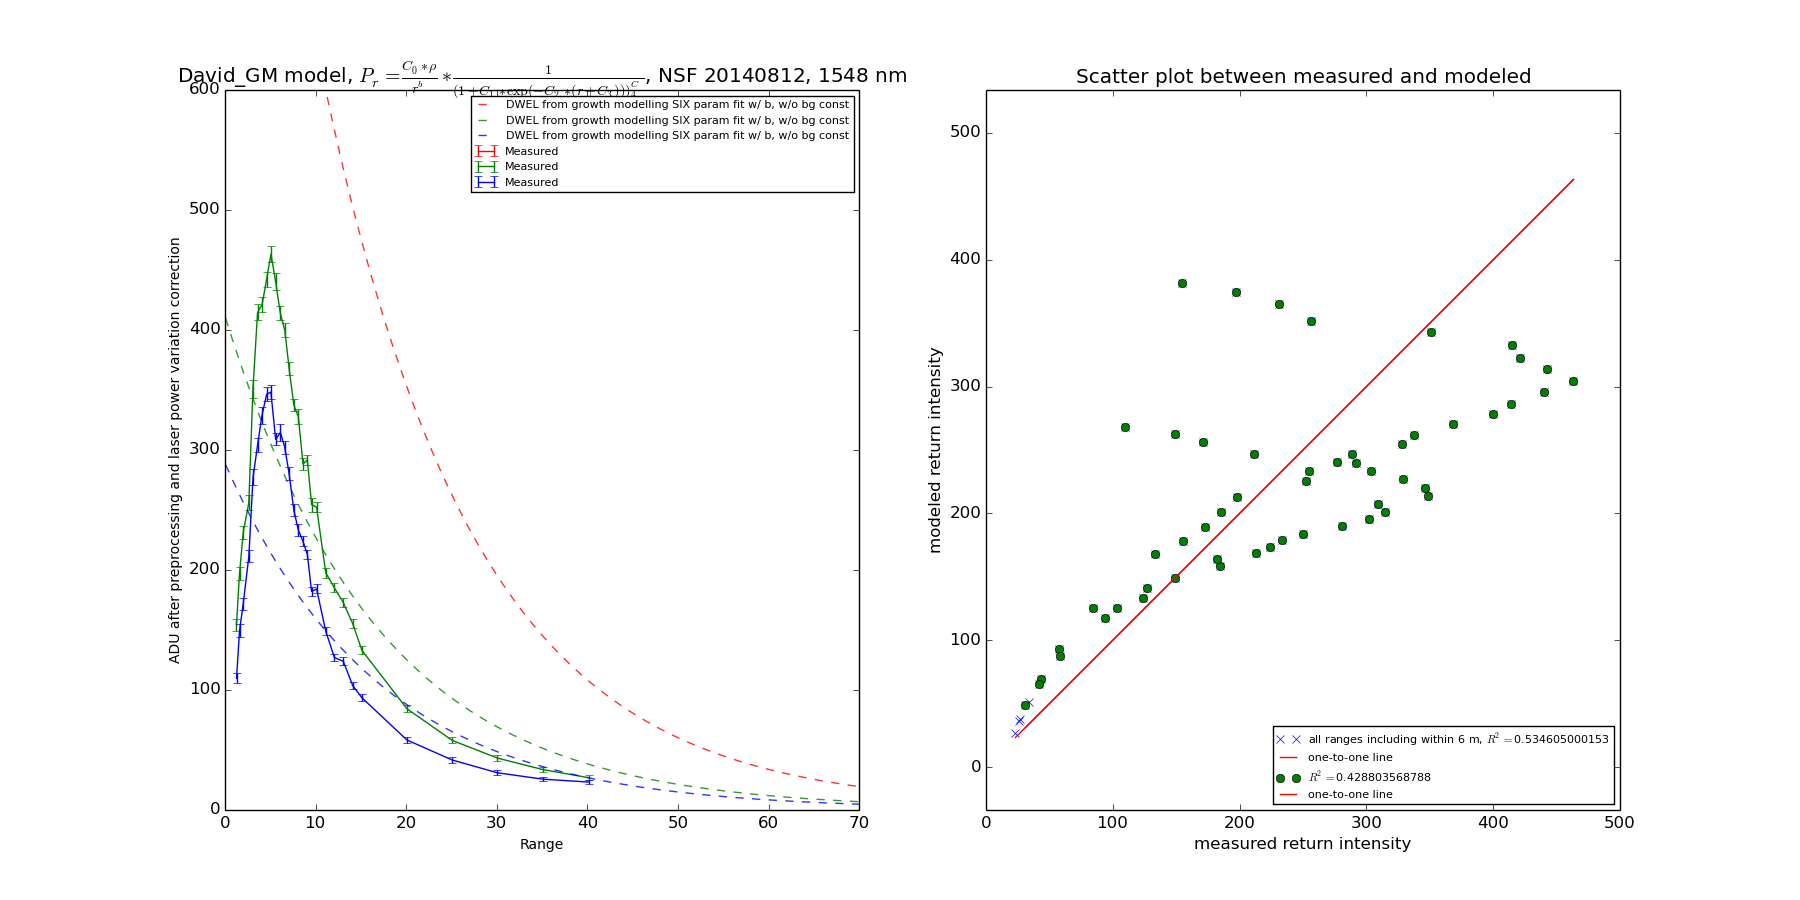 David_GM model, P_r = \frac{C_0*\rho}{r^b} * \frac{1}{(1+C_1*exp(-C_2*(r+C_3)))^C_4}, NSF 20140812, 1548 nm
600
500
400
300
200
100
0
ADU after preprocessing and laser power variation correction
DWEL from growth modelling SIX param fit w/ b, w/o bg const
DWEL from growth modelling SIX param fit w/ b, w/o bg const
DWEL from growth modelling SIX param fit w/ b, w/o bg const
Measured
Measured
Measured
0 10 20 30 40 50 60 70
Range
Scatter plot between measured and modeled
500
400
300
200
100
0
modeled return intensity
all ranges including within 6 m, R² =0.534605000153
one-to-one line
R² =0.428803568788
one-to-one line
0 100 200 300 400 500
measured return intensity